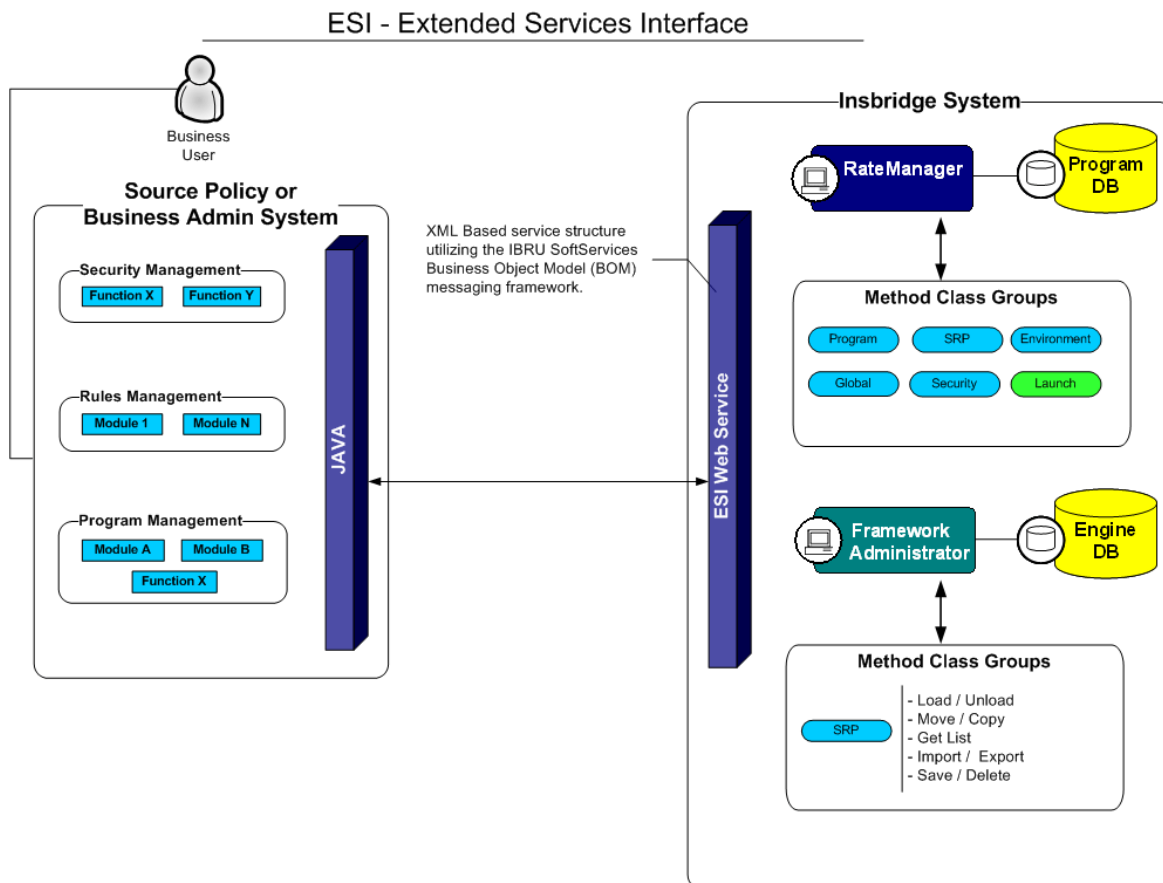 ESI - Extended Services Interface
Business
User
Source Policy or
Business Admin System
Security Management
Function X
Function Y
Rules Management
Module 1
Module N
Program Management
Module A
Module B
Function X
JAVA
XML Based service structure
utilizing the IBRU SoftServices
Business Object Model (BOM)
messaging framework.
ESI Web Service
Insbridge System
RateManager
Program
DB
Method Class Groups
Program
SRP
Environment
Global
Security
Launch
Framework
Administrator
Engine
DB
Method Class Groups
SRP
- Load / Unload
- Move / Copy
- Get List
- Import /  Export
- Save / Delete